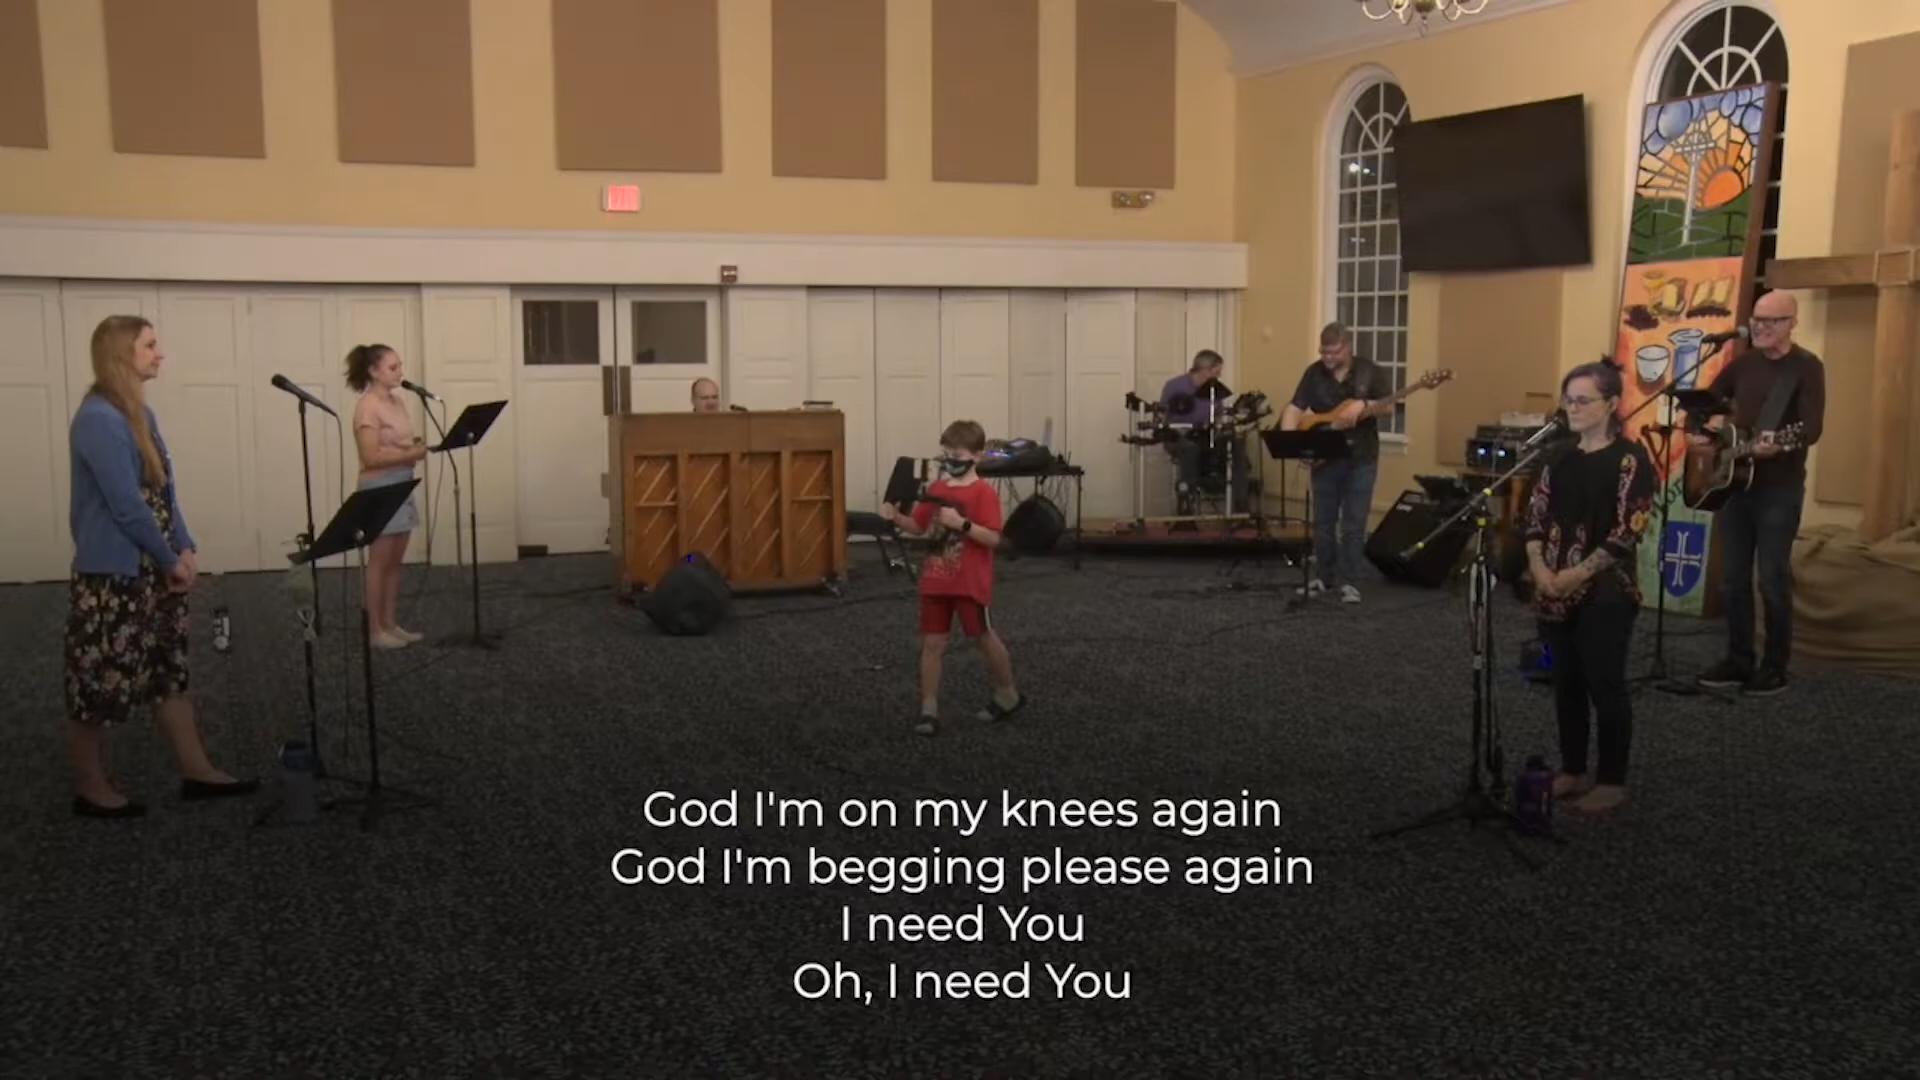 God I'm on my knees again
God I'm begging please again
I need You
Oh, I need You